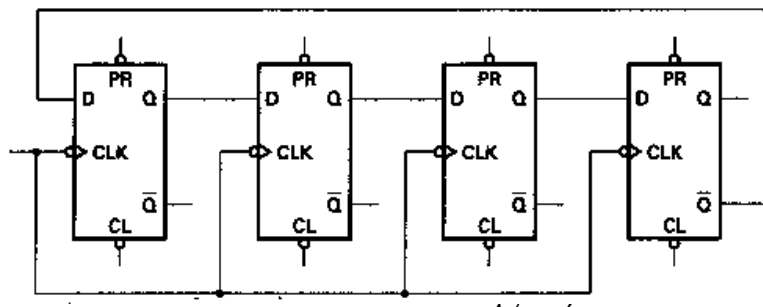 PR PR PR PR
D Q D Q D Q D Q
CLK CLK CLK CLK
Q̅ Q̅ Q̅ Q̅
CL CL CL CL